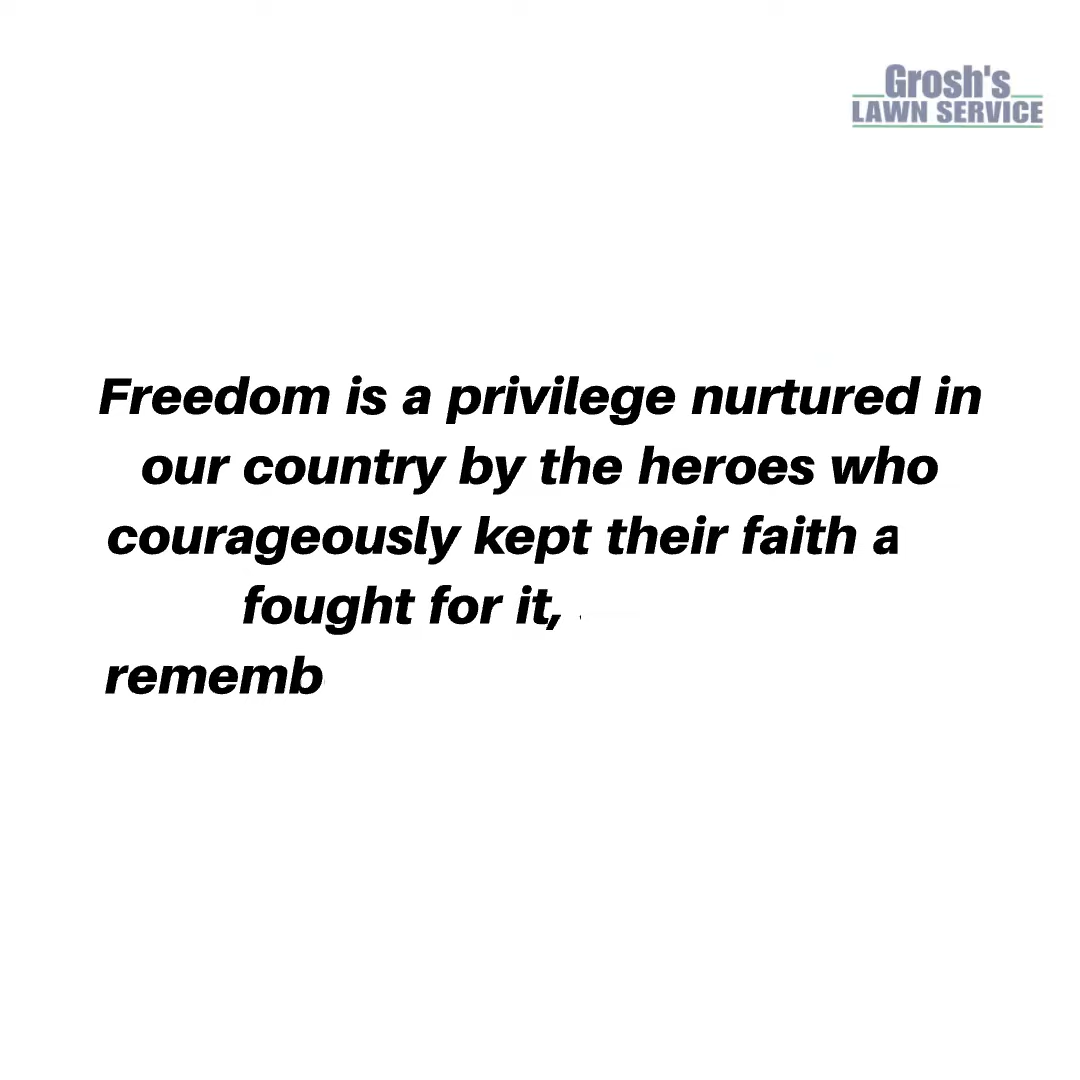 Grosh's
LAWN SERVICE
Freedom is a privilege nurtured in
our country by the heroes who
courageously kept their faith a
fought for it,
rememb